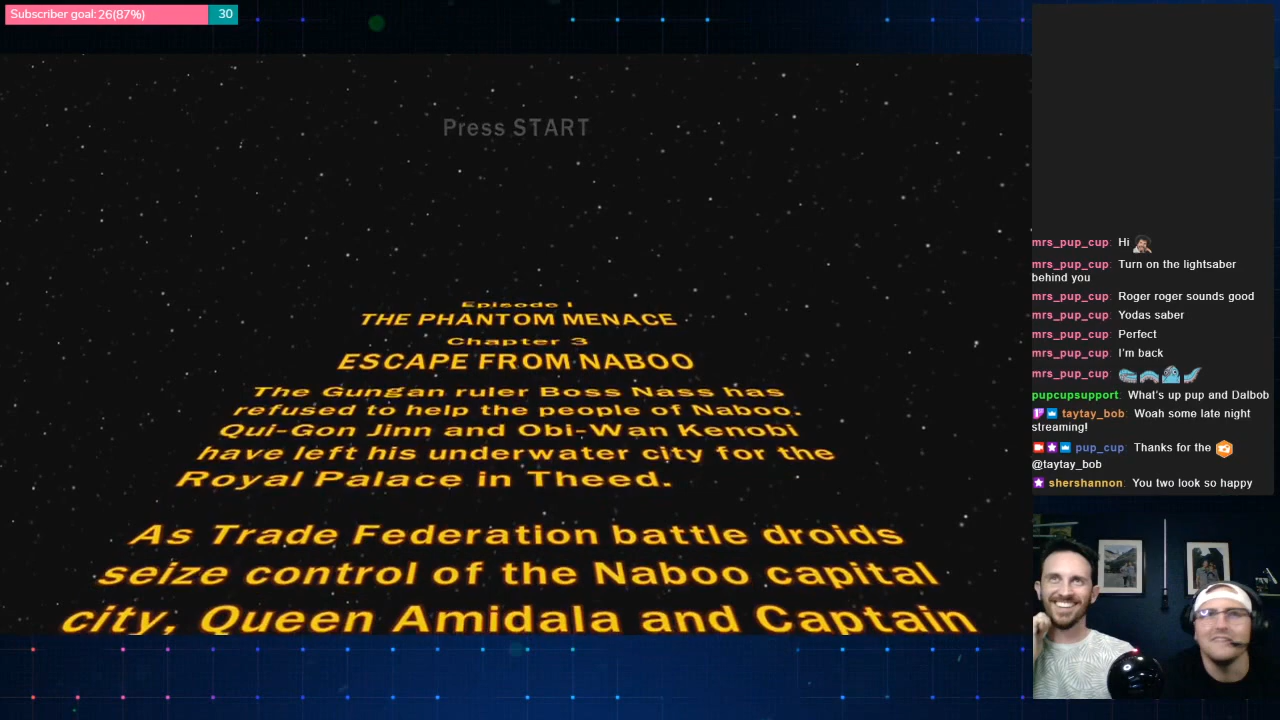 Subscriber goal: 26(87%) 30
Press START
Episode I
THE PHANTOM MENACE
Chapter 3
ESCAPE FROM NABOO
The Gungan ruler Boss Nass has
refused to help the people of Naboo.
Qui-Gon Jinn and Obi-Wan Kenobi
have left his underwater city for the
Royal Palace in Theed.
As Trade Federation battle droids
seize control of the Naboo capital
city, Queen Amidala and Captain
mrs_pup_cup: Hi
mrs_pup_cup: Turn on the lightsaber
behind you
mrs_pup_cup: Roger roger sounds good
mrs_pup_cup: Yodas saber
mrs_pup_cup: Perfect
mrs_pup_cup: I'm back
mrs_pup_cup:
pupcupsupport: What's up pup and Dalbob
taytay_bob: Woah some late night
streaming!
pup_cup: Thanks for the
@taytay_bob
shershannon: You two look so happy